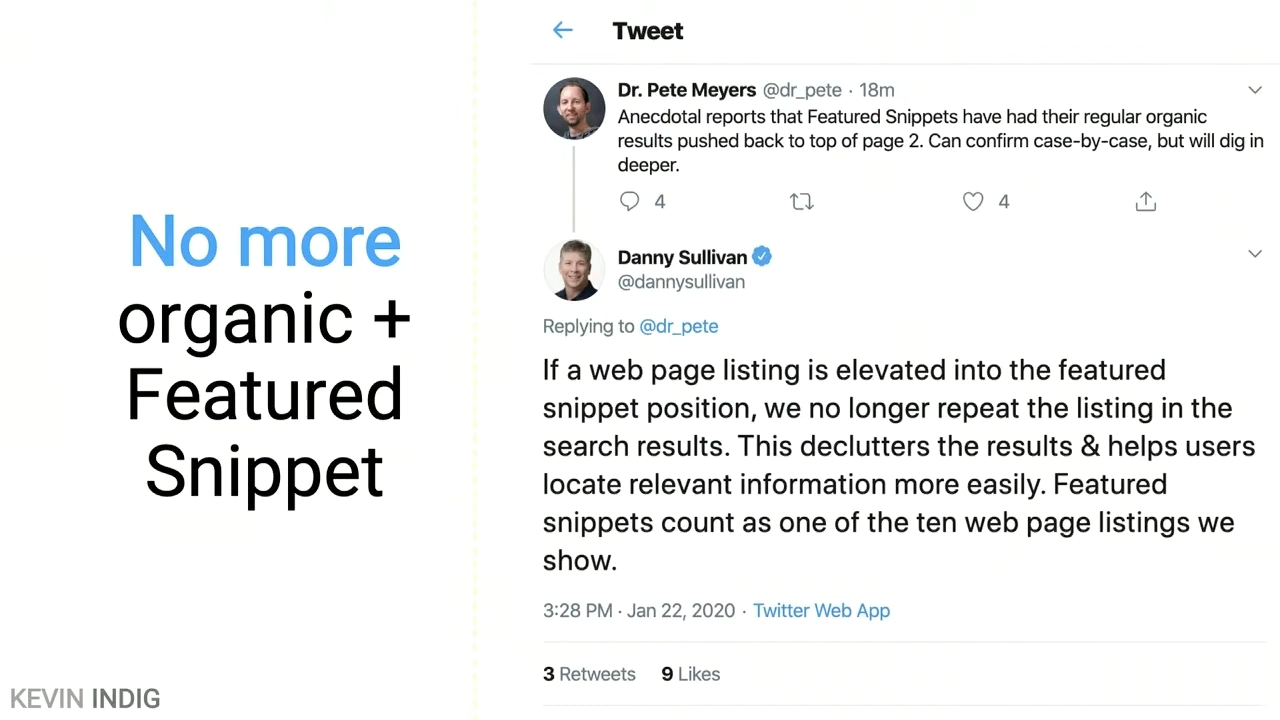 No more
organic +
Featured
Snippet
KEVIN INDIG
Tweet
Dr. Pete Meyers @dr_pete · 18m
Anecdotal reports that Featured Snippets have had their regular organic
results pushed back to top of page 2. Can confirm case-by-case, but will dig in
deeper.
4 4
Danny Sullivan
@dannysullivan
Replying to @dr_pete
If a web page listing is elevated into the featured
snippet position, we no longer repeat the listing in the
search results. This declutters the results & helps users
locate relevant information more easily. Featured
snippets count as one of the ten web page listings we
show.
3:28 PM · Jan 22, 2020 · Twitter Web App
3 Retweets 9 Likes